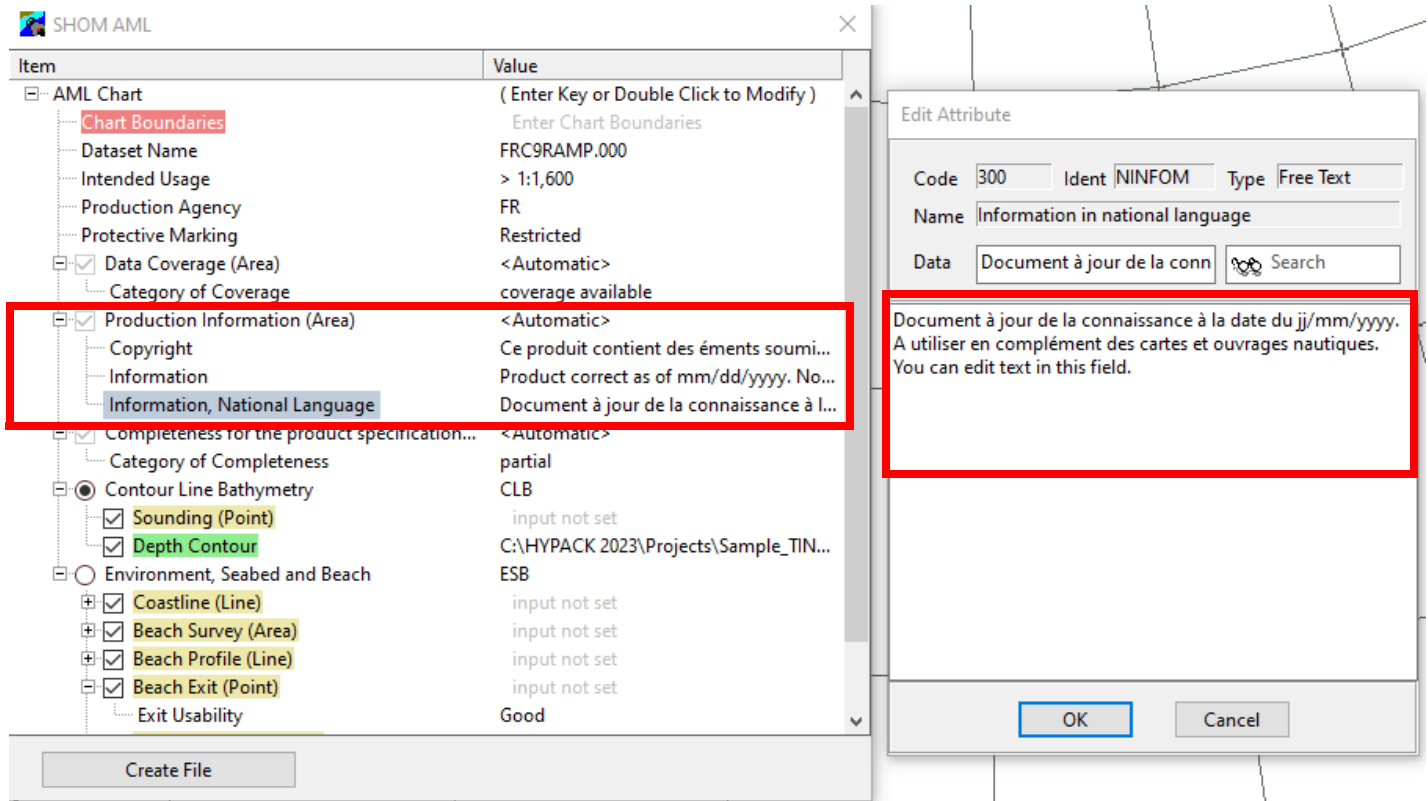 SHOM AML
Item Value
AML Chart ( Enter Key or Double Click to Modify )
Chart Boundaries Enter Chart Boundaries
Dataset Name FRC9RAMP.000
Intended Usage > 1:1,600
Production Agency FR
Protective Marking Restricted
Data Coverage (Area) <Automatic>
Category of Coverage coverage available
Production Information (Area) <Automatic>
Copyright Ce produit contient des éments soumi...
Information Product correct as of mm/dd/yyyy. No...
Information, National Language Document à jour de la connaissance à l...
Completeness for the product specification... <Automatic>
Category of Completeness partial
Contour Line Bathymetry CLB
Sounding (Point) input not set
Depth Contour C:\HYPACK 2023\Projects\Sample_TIN...
Environment, Seabed and Beach ESB
Coastline (Line) input not set
Beach Survey (Area) input not set
Beach Profile (Line) input not set
Beach Exit (Point) input not set
Exit Usability Good
Create File
Edit Attribute
Code 300 Ident NINFOM Type Free Text
Name Information in national language
Data Document à jour de la conn Search
Document à jour de la connaissance à la date du jj/mm/yyyy.
A utiliser en complément des cartes et ouvrages nautiques.
You can edit text in this field.
OK Cancel